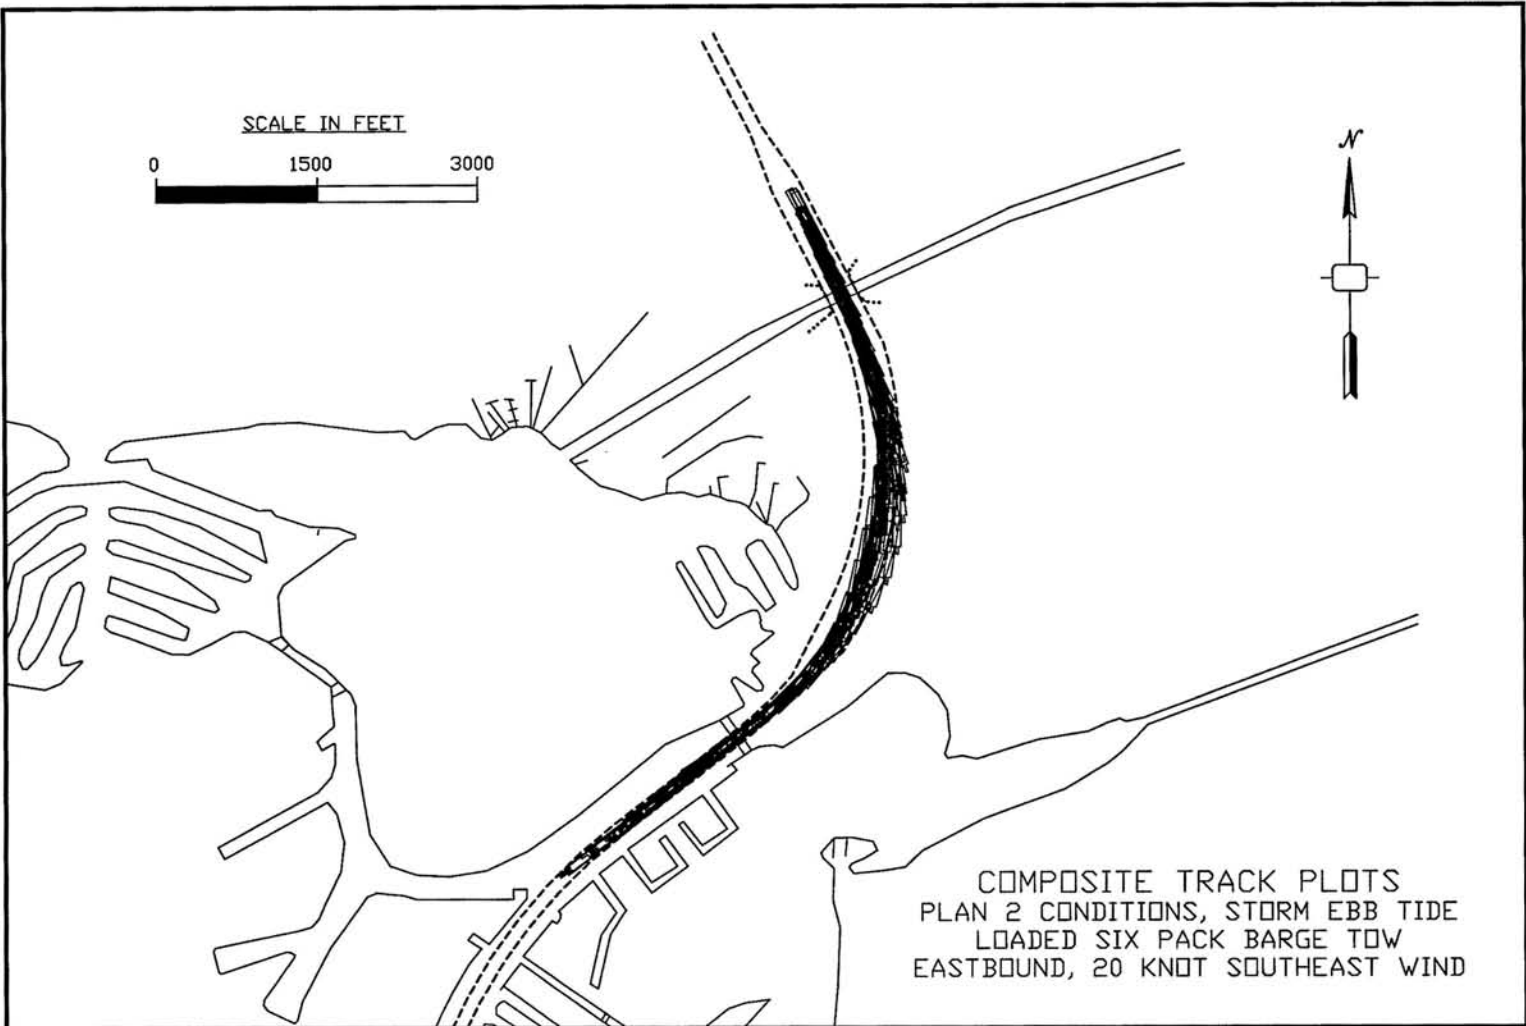 SCALE IN FEET
0 1500 3000
N
COMPOSITE TRACK PLOTS
PLAN 2 CONDITIONS, STORM EBB TIDE
LOADED SIX PACK BARGE TOW
EASTBOUND, 20 KNOT SOUTHEAST WIND